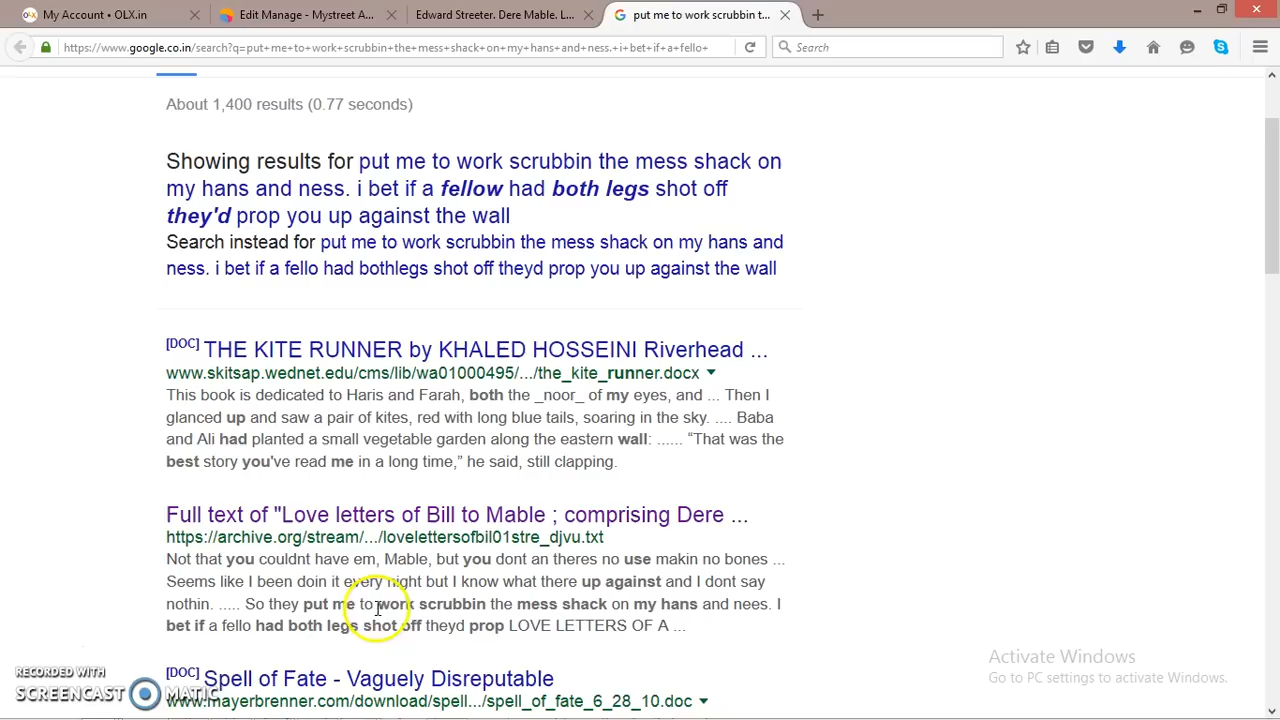 My Account • OLX.in
Edit Manage - Mystreet A...
Edward Streeter. Dere Mable. L...
put me to work scrubbin t...
https://www.google.co.in/search?q=put+me+to+work+scrubbin+the+mess+shack+on+my+hans+and+ness.+i+bet+if+a+fello+
Search
About 1,400 results (0.77 seconds)
Showing results for put me to work scrubbin the mess shack on
my hans and ness. i bet if a fellow had both legs shot off
they'd prop you up against the wall
Search instead for put me to work scrubbin the mess shack on my hans and
ness. i bet if a fello had bothlegs shot off theyd prop you up against the wall
[DOC] THE KITE RUNNER by KHALED HOSSEINI Riverhead ...
www.skitsap.wednet.edu/cms/lib/wa01000495/.../the_kite_runner.docx
This book is dedicated to Haris and Farah, both the _noor_ of my eyes, and ... Then I
glanced up and saw a pair of kites, red with long blue tails, soaring in the sky. .... Baba
and Ali had planted a small vegetable garden along the eastern wall: ...... “That was the
best story you've read me in a long time,” he said, still clapping.
Full text of "Love letters of Bill to Mable ; comprising Dere ...
https://archive.org/stream/.../lovelettersofbil01stre_djvu.txt
Not that you couldnt have em, Mable, but you dont an theres no use makin no bones ...
Seems like I been doin it every night but I know what there up against and I dont say
nothin. ..... So they put me to work scrubbin the mess shack on my hans and nees. I
bet if a fello had both legs shot off theyd prop LOVE LETTERS OF A ...
[DOC] Spell of Fate - Vaguely Disreputable
www.mayerbrenner.com/download/spell.../spell_of_fate_6_28_10.doc
Activate Windows
Go to PC settings to activate Windows.
RECORDED WITH
SCREENCAST MATIC